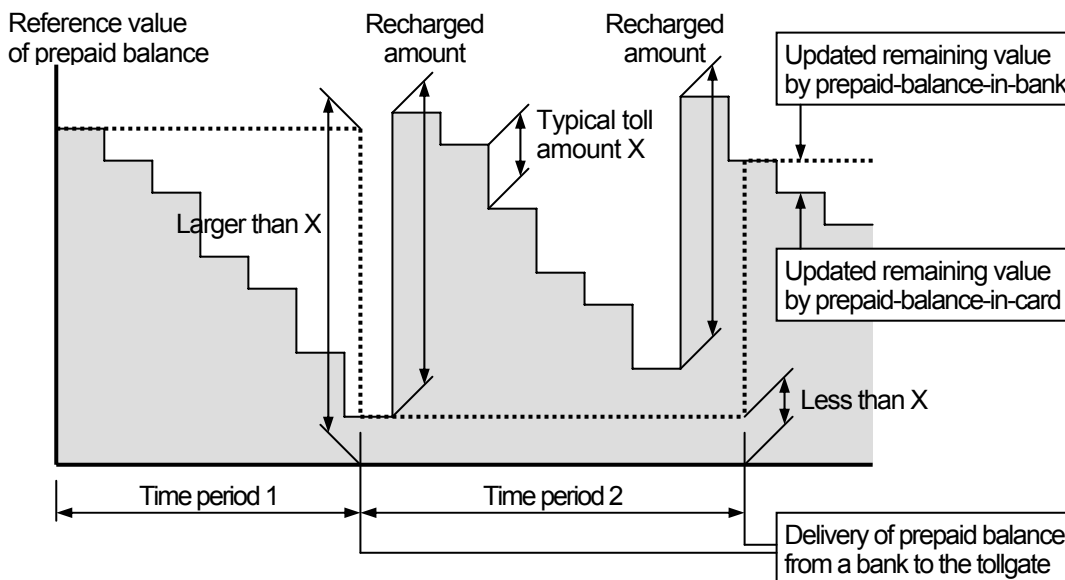 Reference value
of prepaid balance
Recharged
amount
Recharged
amount
Updated remaining value
by prepaid-balance-in-bank
Typical toll
amount X
Larger than X
Updated remaining value
by prepaid-balance-in-card
Less than X
Time period 1
Time period 2
Delivery of prepaid balance
from a bank to the tollgate